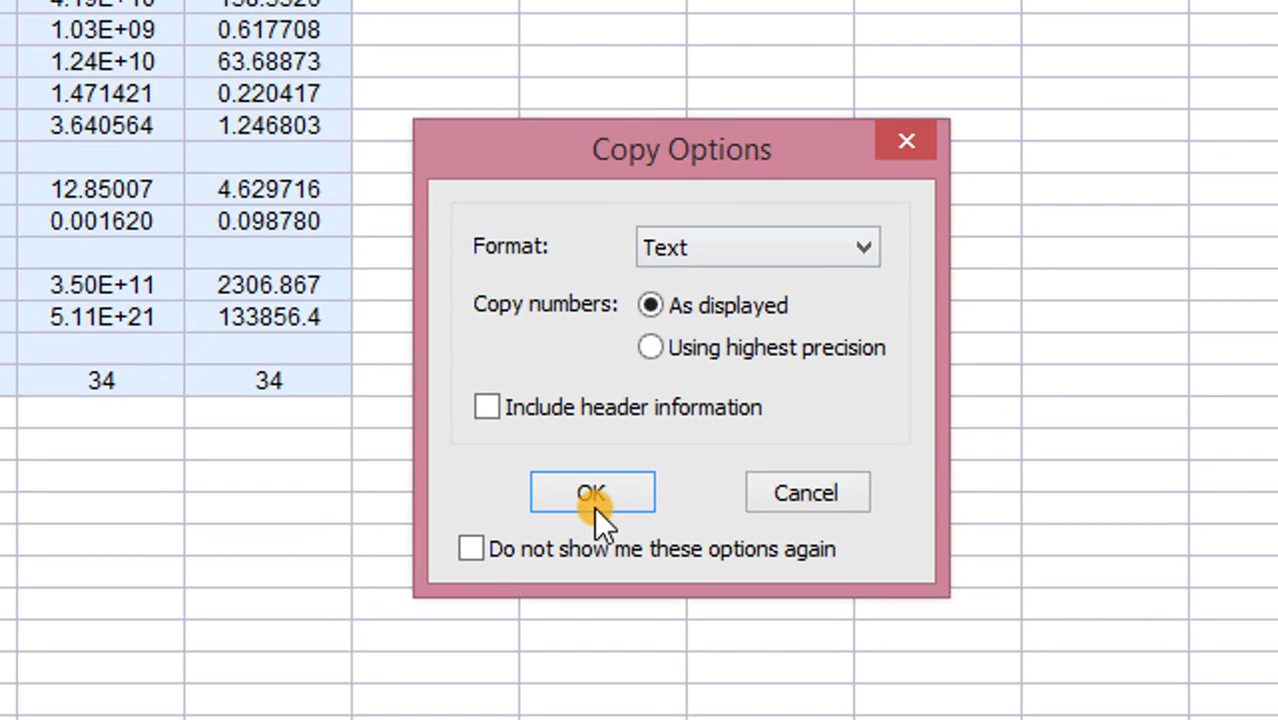 1.03E+09 0.617708
1.24E+10 63.68873
1.471421 0.220417
3.640564 1.246803
12.85007 4.629716
0.001620 0.098780
3.50E+11 2306.867
5.11E+21 133856.4
34 34
Copy Options
Format: Text
Copy numbers: As displayed
Using highest precision
Include header information
OK Cancel
Do not show me these options again